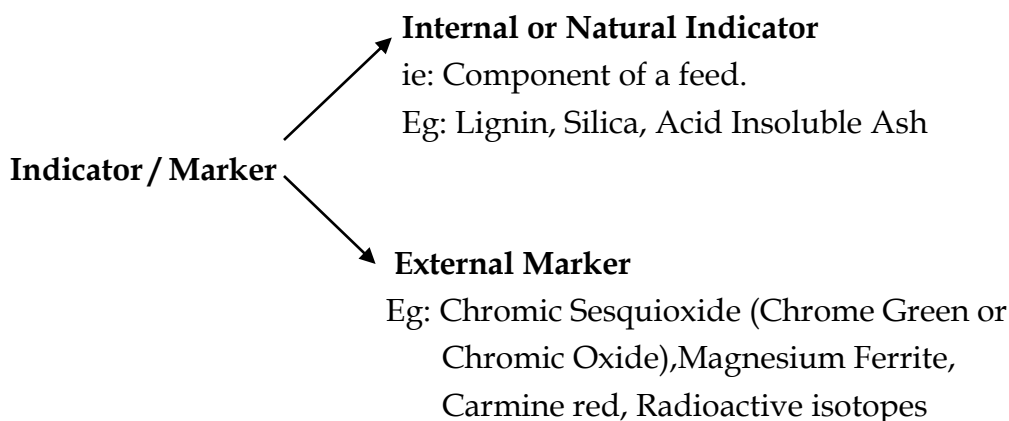 Internal or Natural Indicator
ie: Component of a feed.
Eg: Lignin, Silica, Acid Insoluble Ash
Indicator / Marker
External Marker
Eg: Chromic Sesquioxide (Chrome Green or
Chromic Oxide),Magnesium Ferrite,
Carmine red, Radioactive isotopes